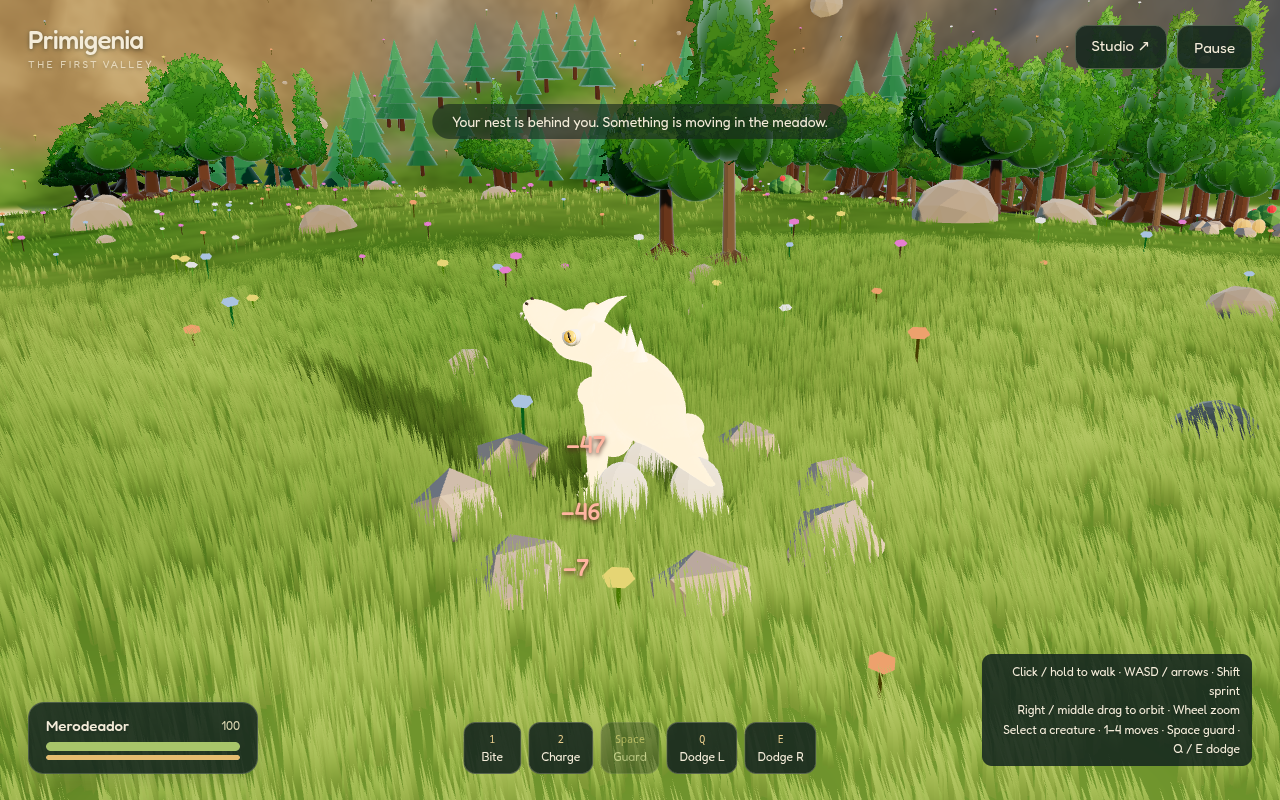 Primigenia
THE FIRST VALLEY
Studio ↗
Pause
Your nest is behind you. Something is moving in the meadow.
−47
−46
−7
Click / hold to walk · WASD / arrows · Shift
sprint
Right / middle drag to orbit · Wheel zoom
Select a creature · 1–4 moves · Space guard ·
Q / E dodge
Merodeador 100
1
Bite
2
Charge
Space
Guard
Q
Dodge L
E
Dodge R